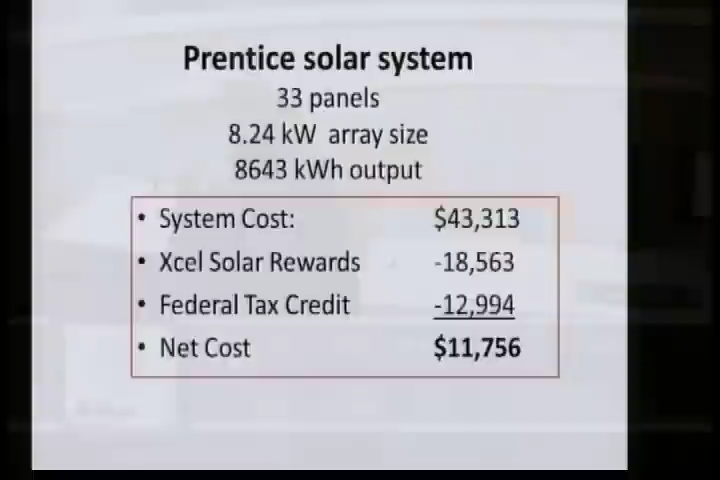 Prentice solar system
33 panels
8.24 kW array size
8643 kWh output
• System Cost: $43,313
• Xcel Solar Rewards -18,563
• Federal Tax Credit -12,994
• Net Cost $11,756